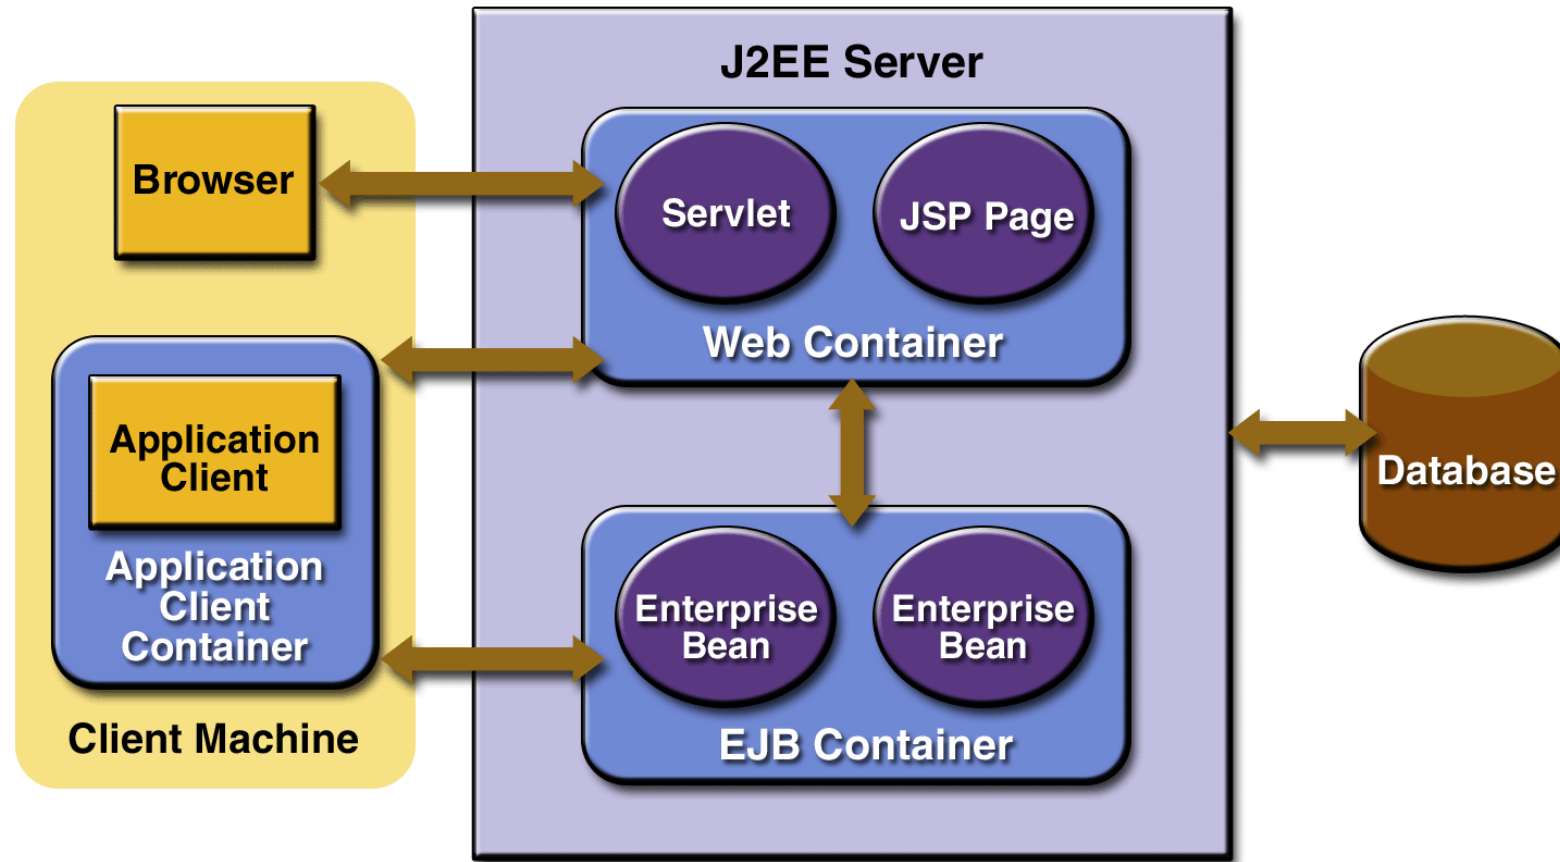 J2EE Server
Browser
Servlet
JSP Page
Web Container
Application
Client
Application
Client
Container
Client Machine
Enterprise
Bean
Enterprise
Bean
EJB Container
Database